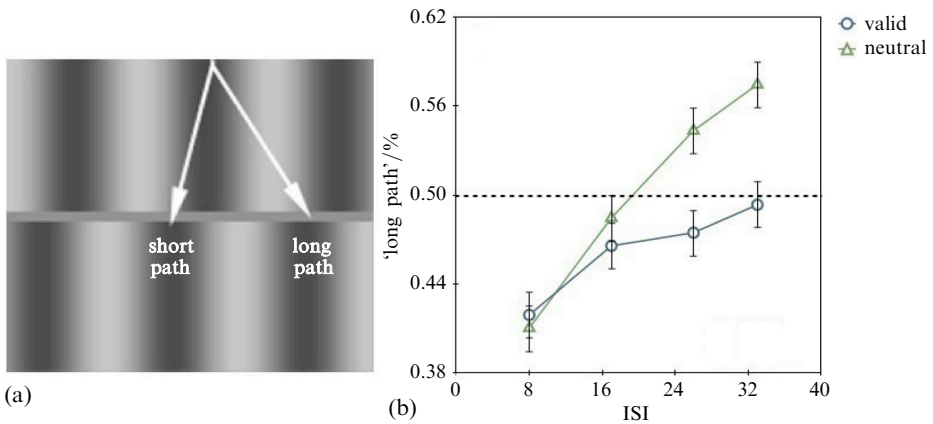 short
path
long
path
(a)
'long path'/%
0.62
0.56
0.50
0.44
0.38
0
8
16
24
32
40
ISI
valid
neutral
(b)